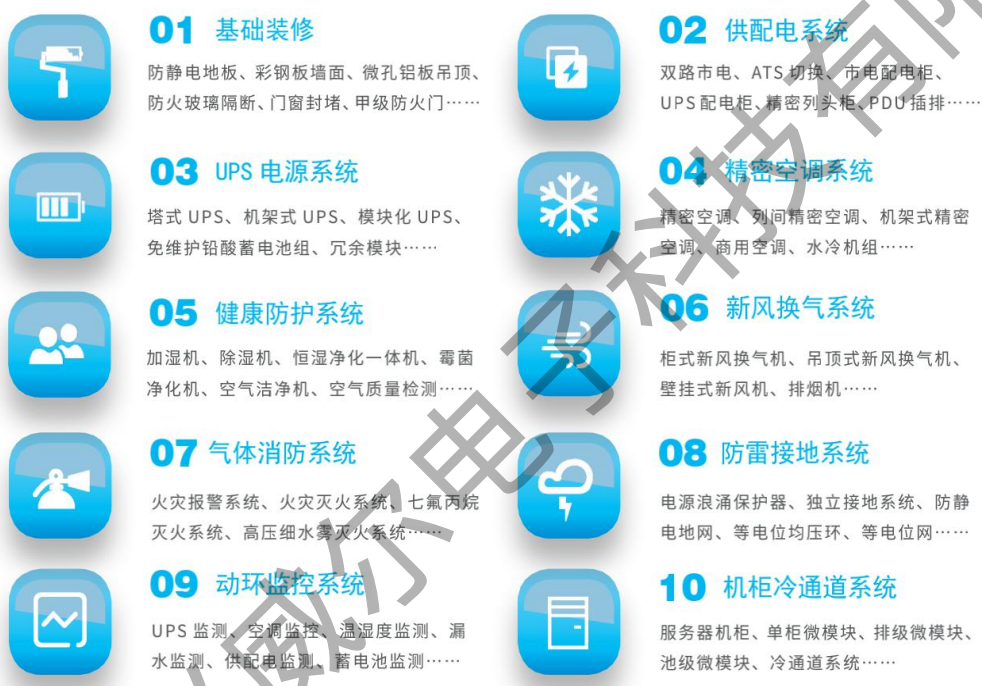 01 基础装修
防静电地板、彩钢板墙面、微孔铝板吊顶、
防火玻璃隔断、门窗封堵、甲级防火门……
02 供配电系统
双路市电、ATS 切换、市电配电柜、
UPS 配电柜、精密列头柜、PDU 插排……
03 UPS 电源系统
塔式 UPS、机架式 UPS、模块化 UPS、
免维护铅酸蓄电池组、冗余模块……
04 精密空调系统
精密空调、列间精密空调、机架式精密
空调、商用空调、水冷机组……
05 健康防护系统
加湿机、除湿机、恒湿净化一体机、霉菌
净化机、空气洁净机、空气质量检测……
06 新风换气系统
柜式新风换气机、吊顶式新风换气机、
壁挂式新风机、排烟机……
07 气体消防系统
火灾报警系统、火灾灭火系统、七氟丙烷
灭火系统、高压细水雾灭火系统……
08 防雷接地系统
电源浪涌保护器、独立接地系统、防静
电地网、等电位均压环、等电位网……
09 动环监控系统
UPS 监测、空调监控、温湿度监测、漏
水监测、供配电监测、蓄电池监测……
10 机柜冷通道系统
服务器机柜、单柜微模块、排级微模块、
池级微模块、冷通道系统……
威尔电子科技有限